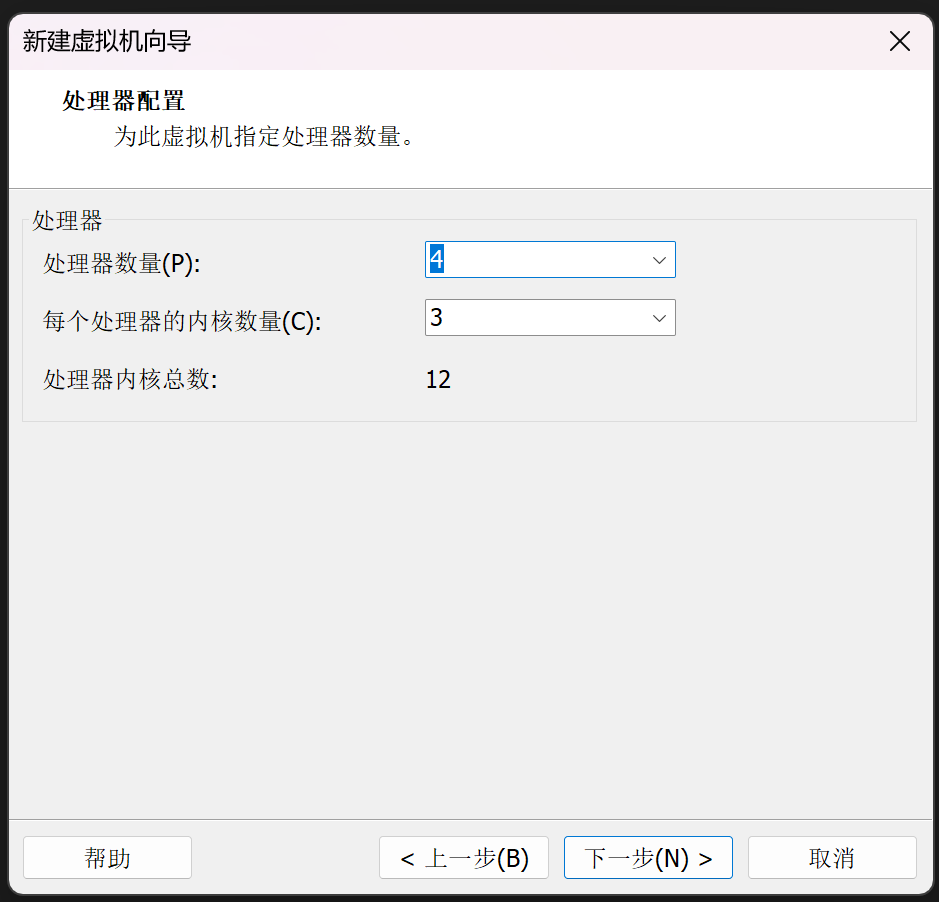 新建虚拟机向导
处理器配置
为此虚拟机指定处理器数量。
处理器
处理器数量(P): 4
每个处理器的内核数量(C): 3
处理器内核总数: 12
帮助 < 上一步(B) 下一步(N) > 取消